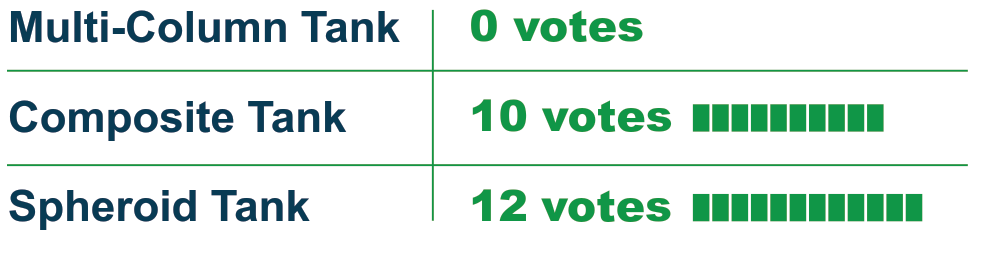 Multi-Column Tank 0 votes
Composite Tank 10 votes
Spheroid Tank 12 votes